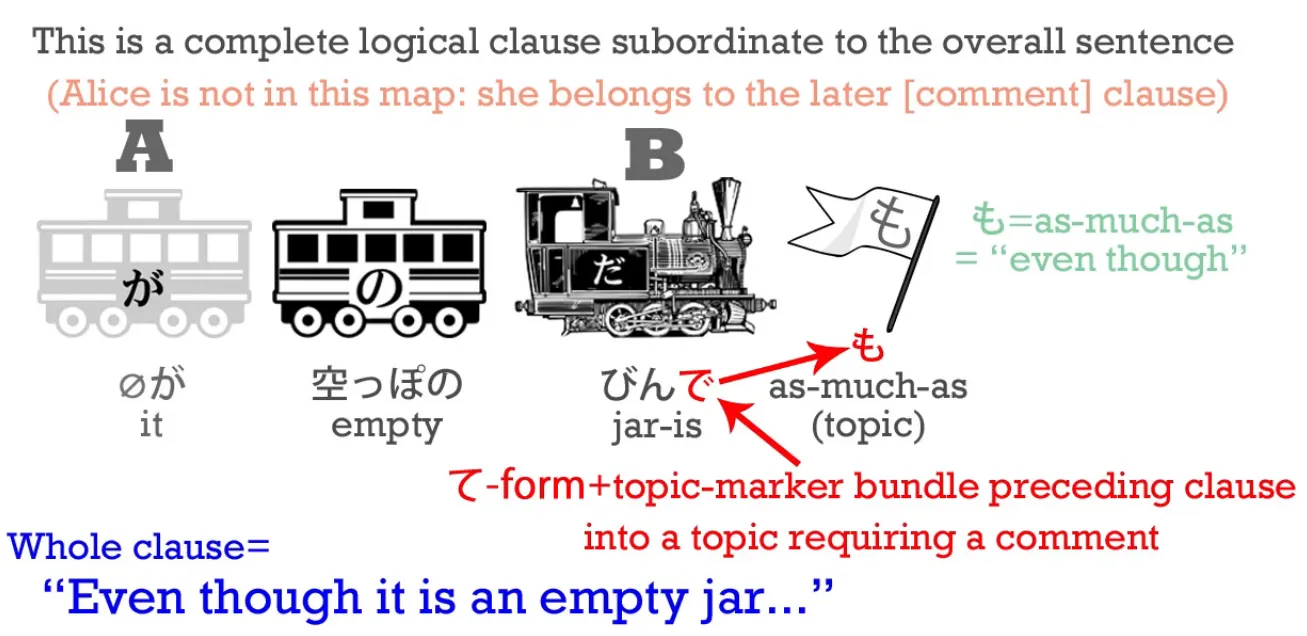 This is a complete logical clause subordinate to the overall sentence
(Alice is not in this map: she belongs to the later [comment] clause)
A
B
が
の
だ
も
も=as-much-as
= “even though”
も
∅が
空っぽの
びんで
as-much-as
it
empty
jar-is
(topic)
て-form+topic-marker bundle preceding clause
into a topic requiring a comment
Whole clause=
“Even though it is an empty jar...”